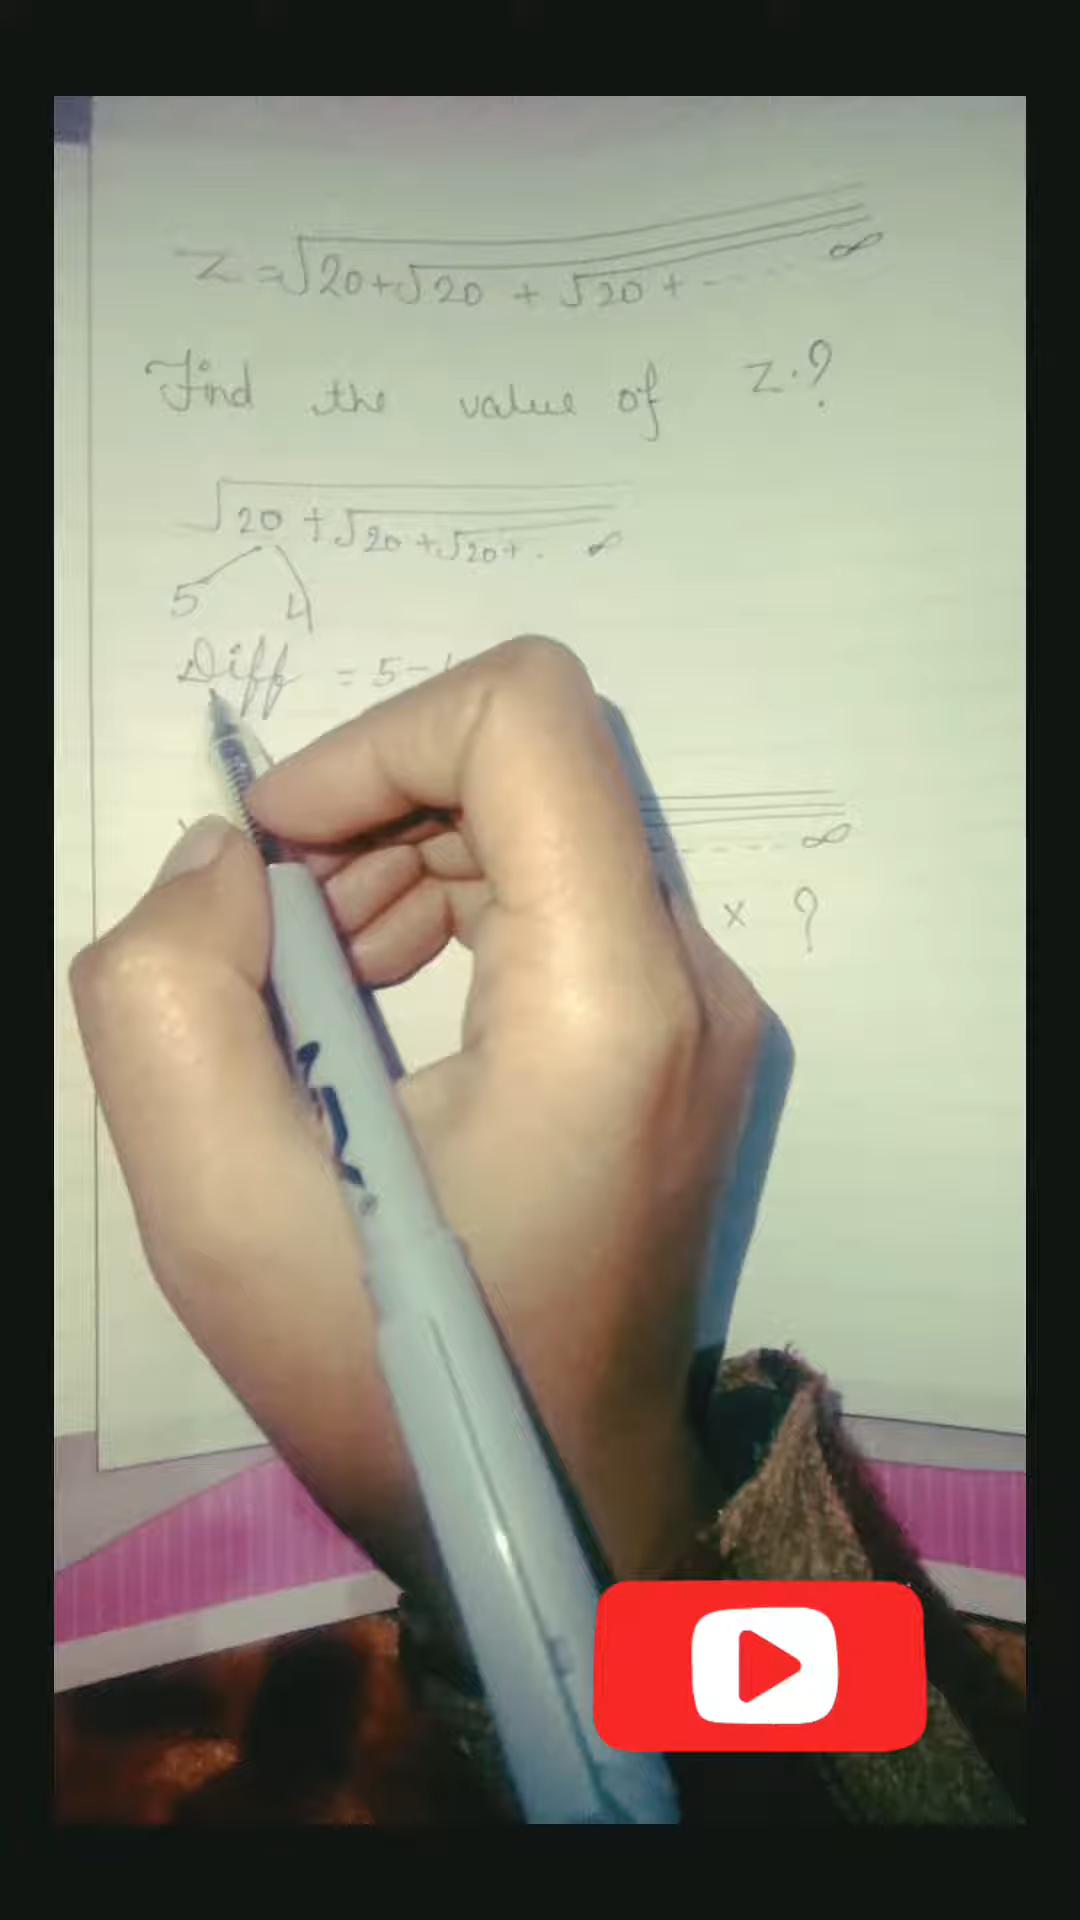 Z = √20+√20 + √20 + - ..... ∞
Find the value of Z.?
√20 + √20 + √20 + . ∞
5 4
Diff = 5-
----- ∞
x ?